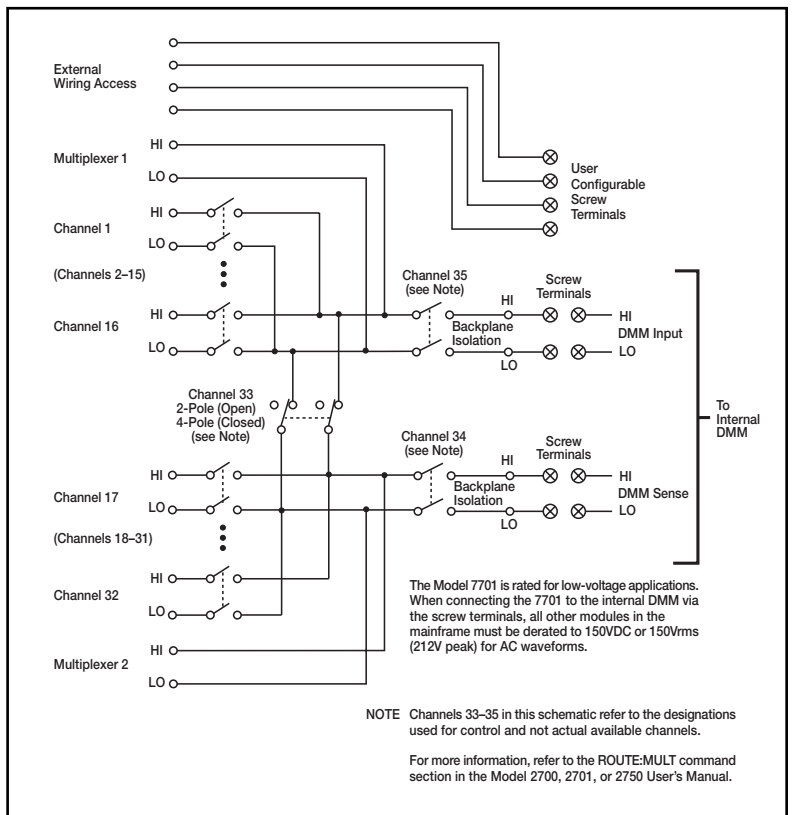 External
Wiring Access
Multiplexer 1
HI
LO
Channel 1
HI
LO
(Channels 2–15)
Channel 16
HI
LO
User
Configurable
Screw
Terminals
Channel 35
(see Note)
HI
Backplane
Isolation
LO
Screw
Terminals
HI
DMM Input
LO
Channel 33
2-Pole (Open)
4-Pole (Closed)
(see Note)
To
Internal
DMM
Channel 17
HI
LO
(Channels 18–31)
Channel 32
HI
LO
Channel 34
(see Note)
HI
Backplane
Isolation
LO
Screw
Terminals
HI
DMM Sense
LO
Multiplexer 2
HI
LO
The Model 7701 is rated for low-voltage applications.
When connecting the 7701 to the internal DMM via
the screw terminals, all other modules in the
mainframe must be derated to 150VDC or 150Vrms
(212V peak) for AC waveforms.
NOTE Channels 33–35 in this schematic refer to the designations
used for control and not actual available channels.
For more information, refer to the ROUTE:MULT command
section in the Model 2700, 2701, or 2750 User's Manual.